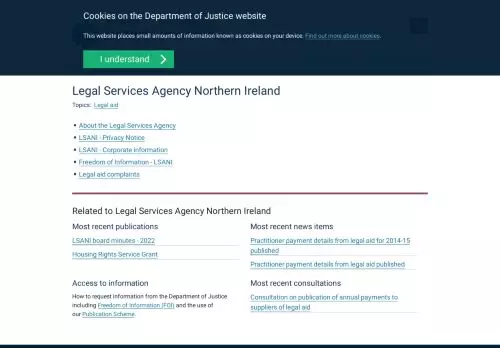 Cookies on the Department of Justice website
This website places small amounts of information known as cookies on your device. Find out more about cookies.
I understand
Legal Services Agency Northern Ireland
Topics: Legal aid
About the Legal Services Agency
LSANI - Privacy Notice
LSANI - Corporate information
Freedom of Information - LSANI
Legal aid complaints
Related to Legal Services Agency Northern Ireland
Most recent publications
LSANI board minutes - 2022
Housing Rights Service Grant
Most recent news items
Practitioner payment details from legal aid for 2014-15
published
Practitioner payment details from legal aid published
Access to information
How to request information from the Department of Justice
including Freedom of Information (FOI) and the use of
our Publication Scheme.
Most recent consultations
Consultation on publication of annual payments to
suppliers of legal aid